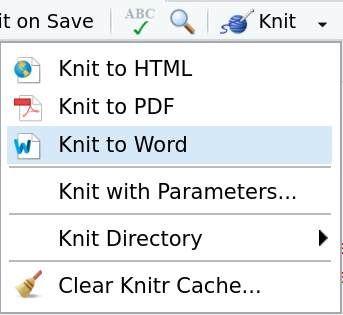 it on Save ABC Knit
Knit to HTML
Knit to PDF
Knit to Word
Knit with Parameters...
Knit Directory
Clear Knitr Cache...